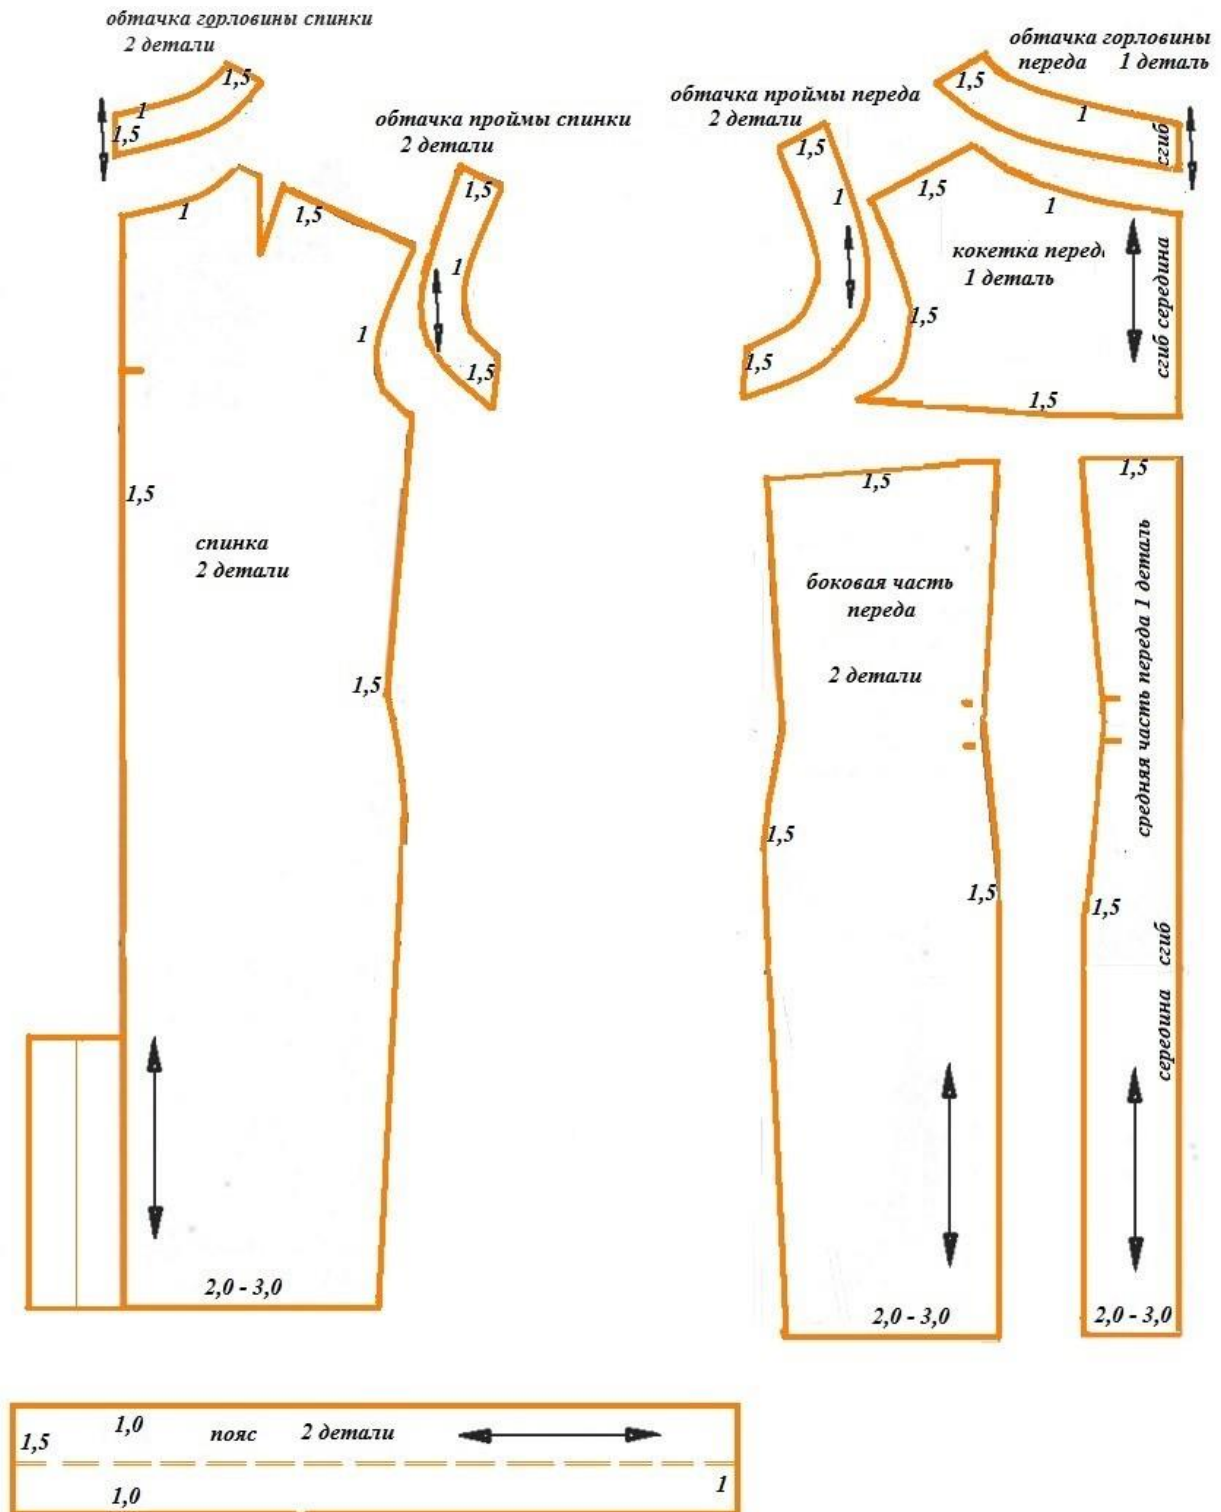 обтачка горловины спинки
2 детали
1,5
1
1,5
обтачка проймы спинки
2 детали
1,5
1
1,5
1
1,5
1
1,5
спинка
2 детали
1,5
2,0 - 3,0
обтачка горловины
переда 1 деталь
1,5
1
сгиб
обтачка проймы переда
2 детали
1,5
1
1,5
1,5
1
кокетка перед
1 деталь
1,5
сгиб середина
1,5
1,5
боковая часть
переда
2 детали
1,5
1,5
2,0 - 3,0
1,5
средняя часть переда 1 деталь
1,5
середина сгиб
2,0 - 3,0
1,0
1,5
пояс 2 детали
1
1,0